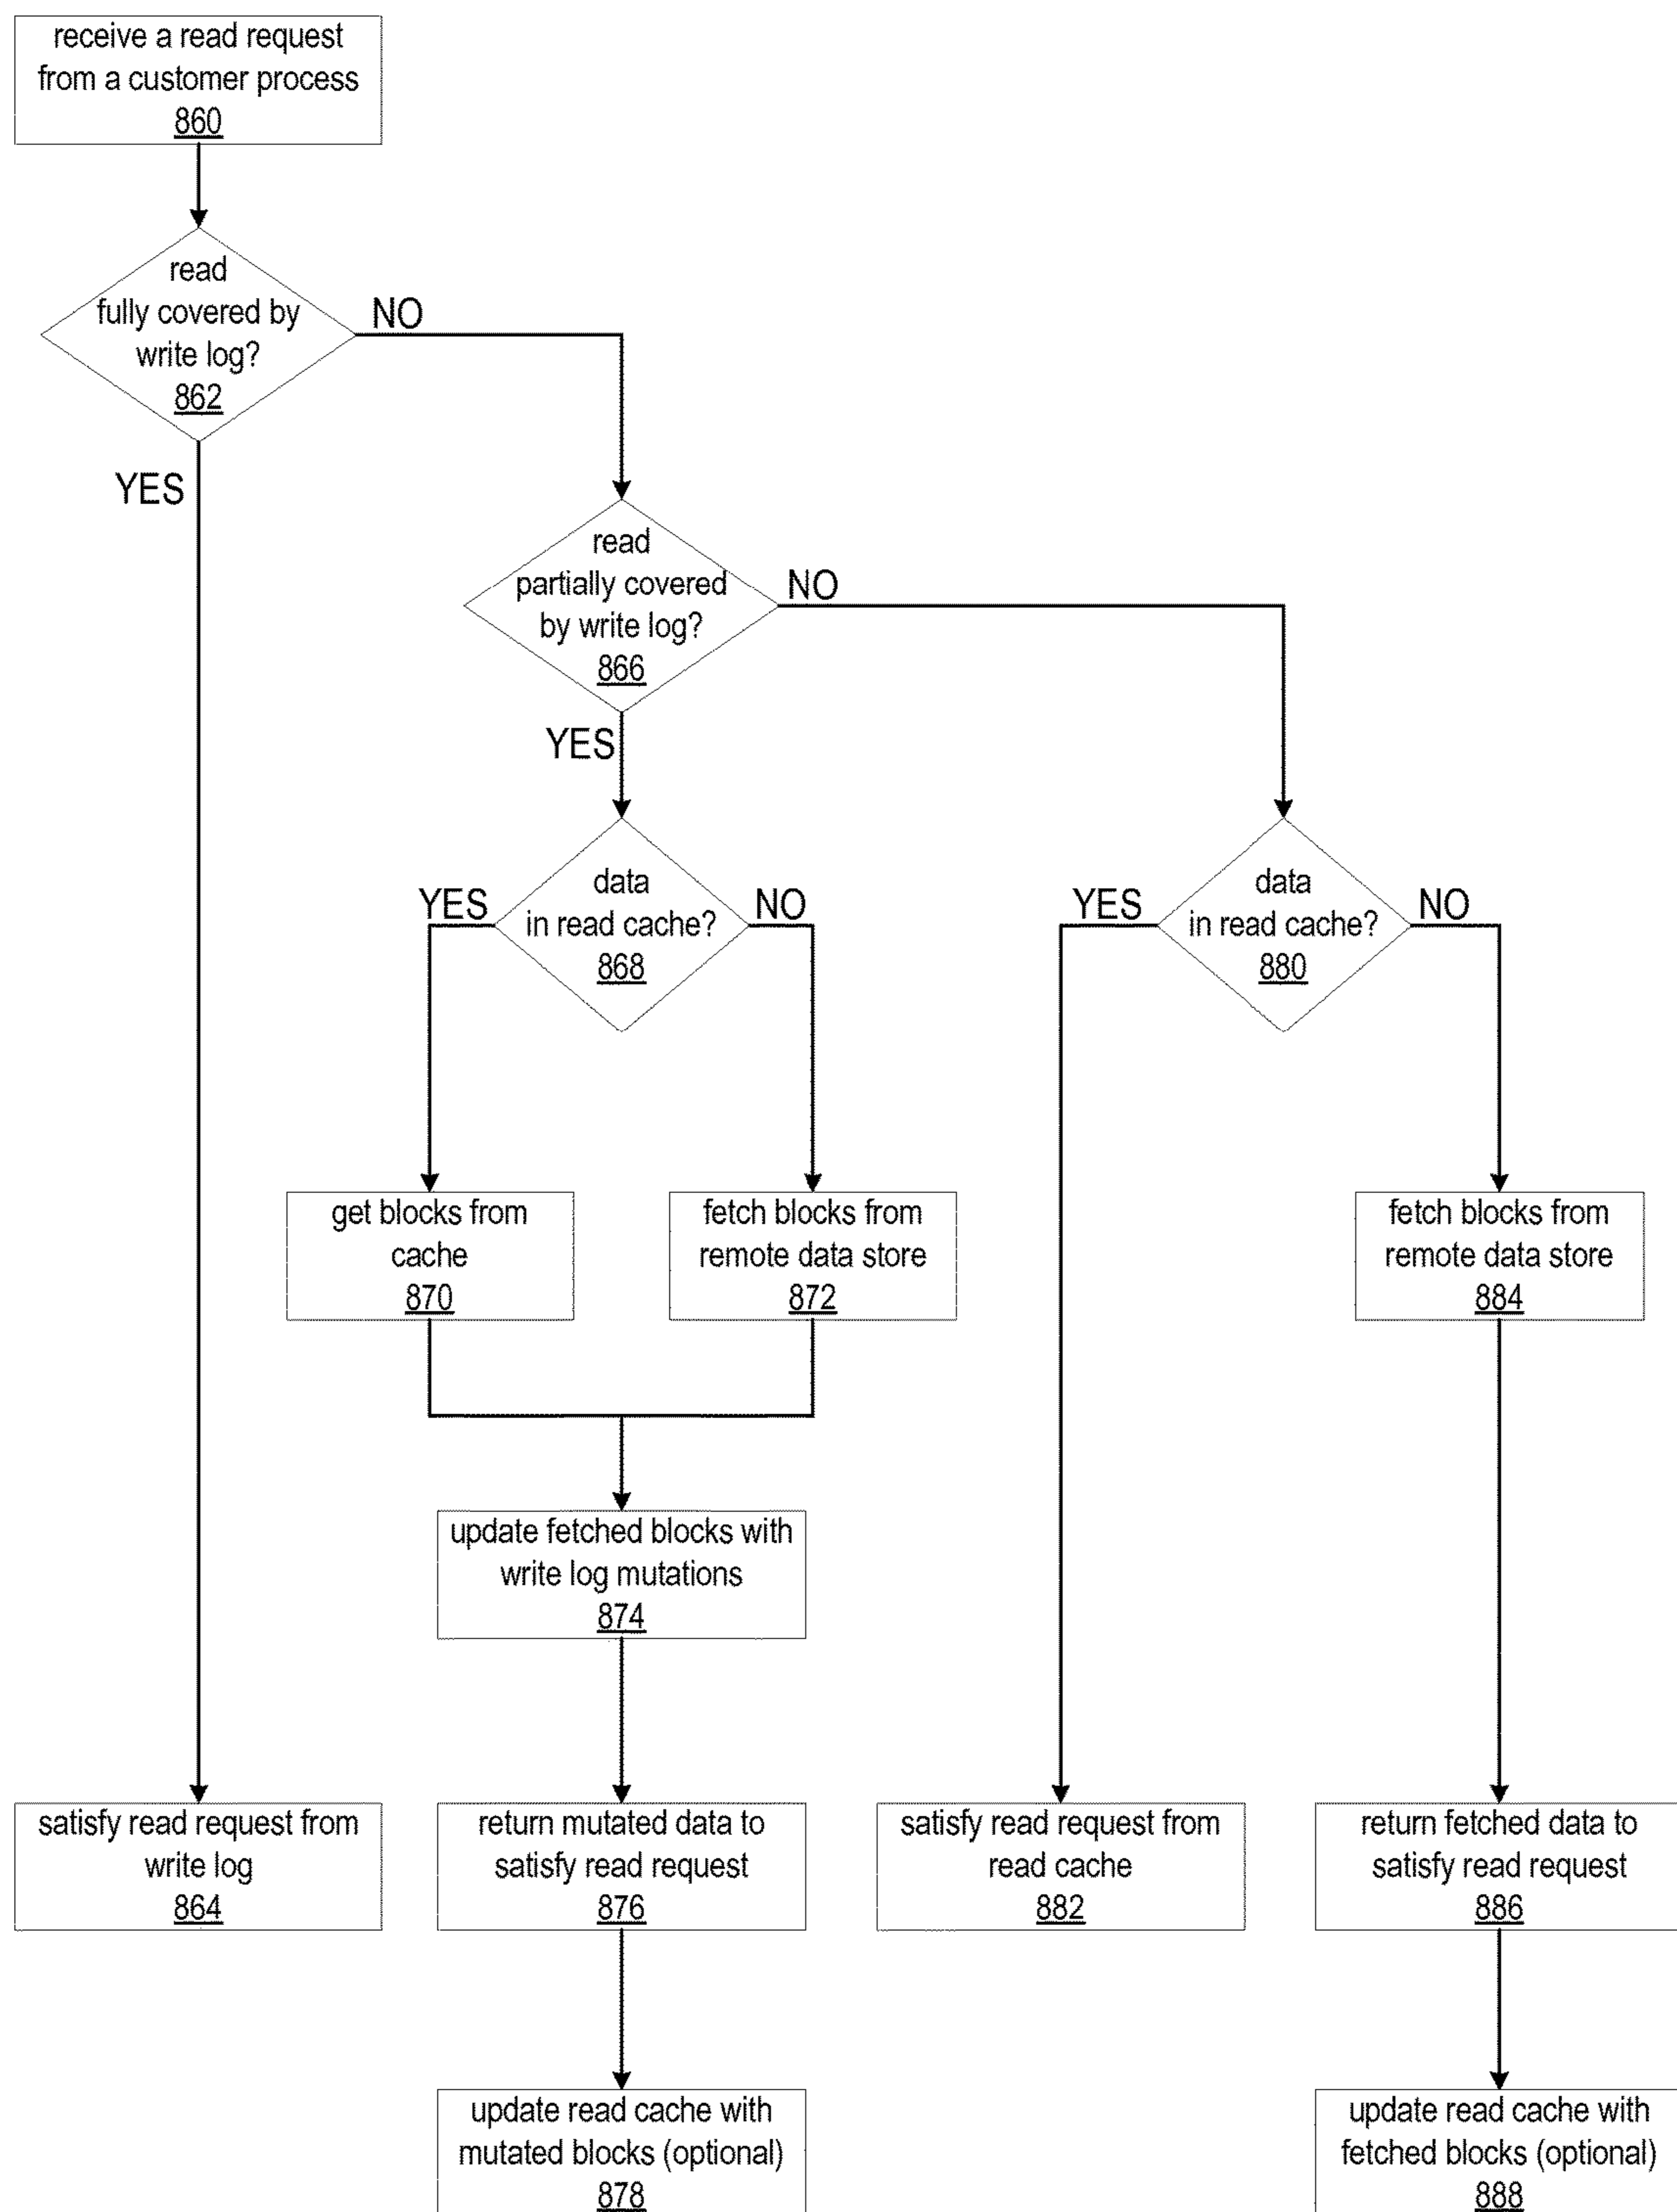 receive a read request
from a customer process
860
read
fully covered by
write log?
862
NO
YES
read
partially covered
by write log?
866
NO
YES
data
in read cache?
868
YES
NO
data
in read cache?
880
YES
NO
get blocks from
cache
870
fetch blocks from
remote data store
872
fetch blocks from
remote data store
884
update fetched blocks with
write log mutations
874
satisfy read request from
write log
864
return mutated data to
satisfy read request
876
satisfy read request from
read cache
882
return fetched data to
satisfy read request
886
update read cache with
mutated blocks (optional)
878
update read cache with
fetched blocks (optional)
888